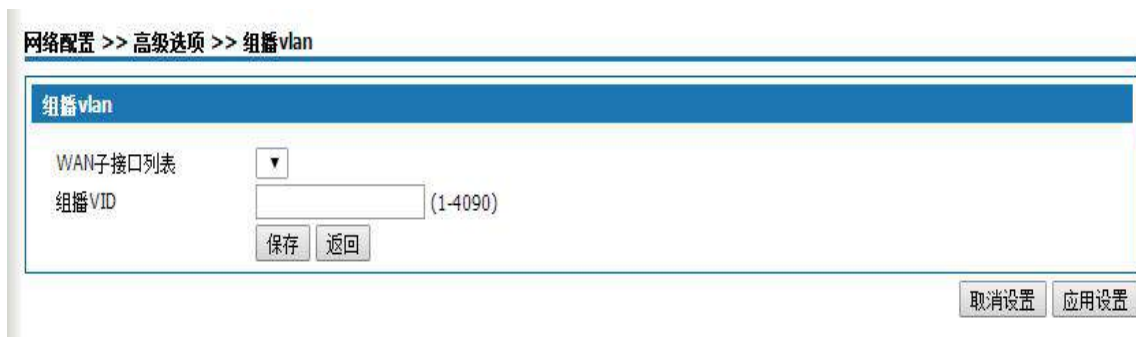 网络配置 >> 高级选项 >> 组播vlan
组播vlan
WAN子接口列表
组播VID (1-4090)
保存 返回
取消设置 应用设置